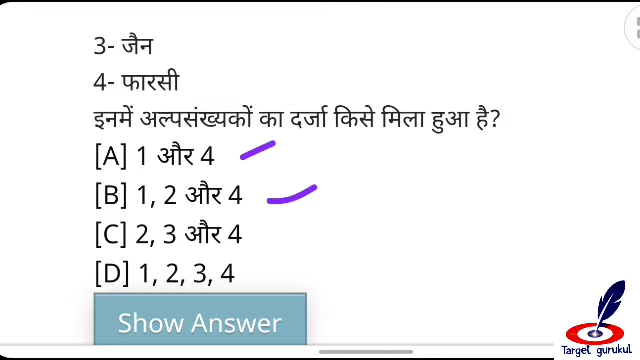 3- जैन
4- फारसी
इनमें अल्पसंख्यकों का दर्जा किसे मिला हुआ है?
[A] 1 और 4
[B] 1, 2 और 4
[C] 2, 3 और 4
[D] 1, 2, 3, 4
Show Answer
Target gurukul